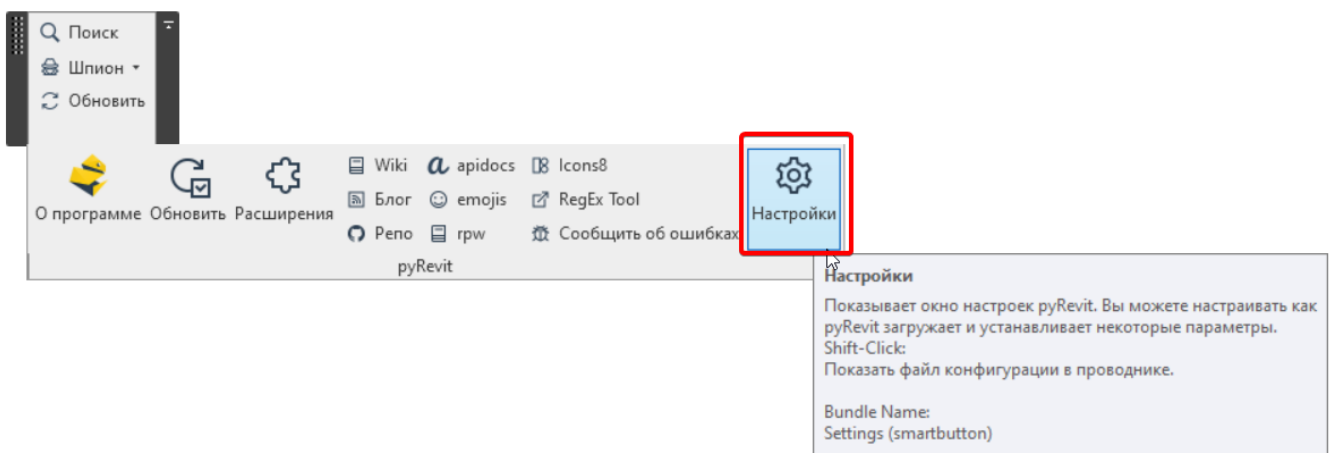 Поиск
Шпион
Обновить
О программе
Обновить
Расширения
Wiki
apidocs
Icons8
Блог
emojis
RegEx Tool
Репо
rpw
Сообщить об ошибках
Настройки
pyRevit
Настройки
Показывает окно настроек pyRevit. Вы можете настраивать как
pyRevit загружает и устанавливает некоторые параметры.
Shift-Click:
Показать файл конфигурации в проводнике.
Bundle Name:
Settings (smartbutton)